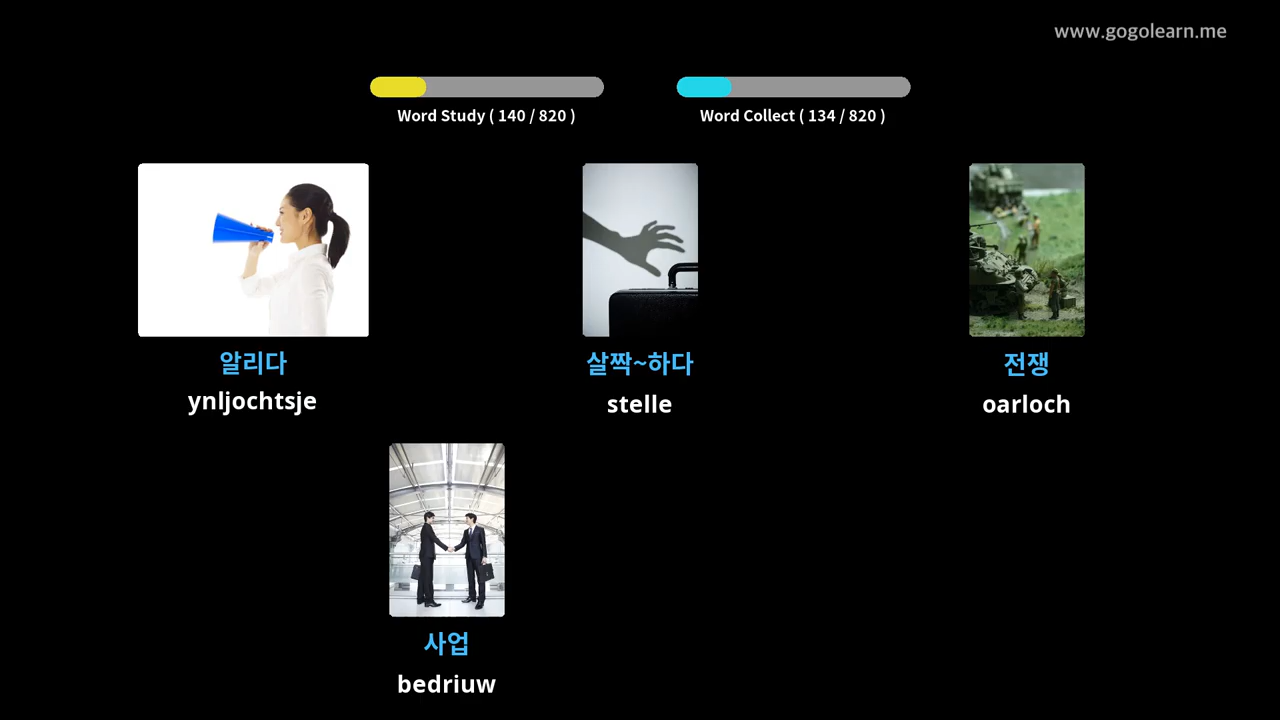 www.gogolearn.me
Word Study ( 140 / 820 )
Word Collect ( 134 / 820 )
알리다
살짝~하다
전쟁
ynljochtsje
stelle
oarloch
사업
bedriuw